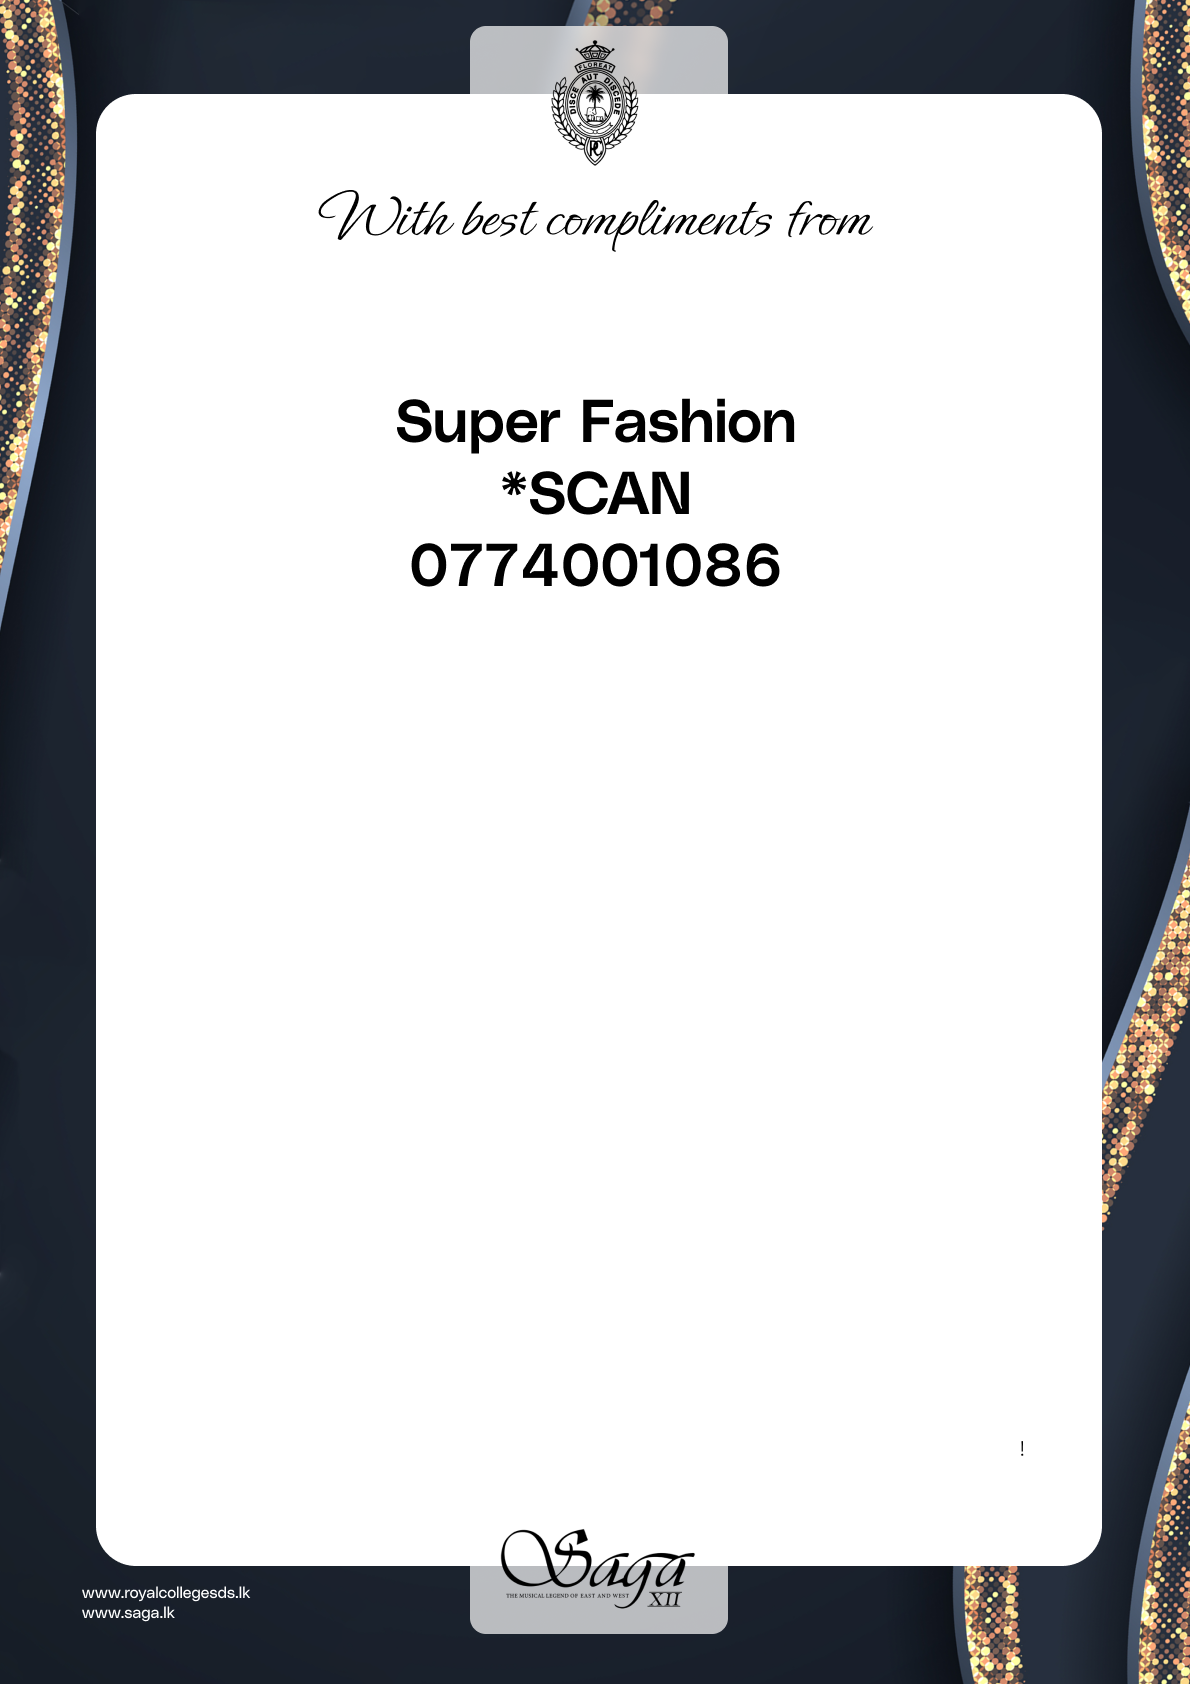 FLOREAT
DISCE AUT DISCEDE
RC
With best compliments from
Super Fashion
*SCAN
0774001086
!
Saga
THE MUSICAL LEGEND OF EAST AND WEST
XII
www.royalcollegesds.lk
www.saga.lk